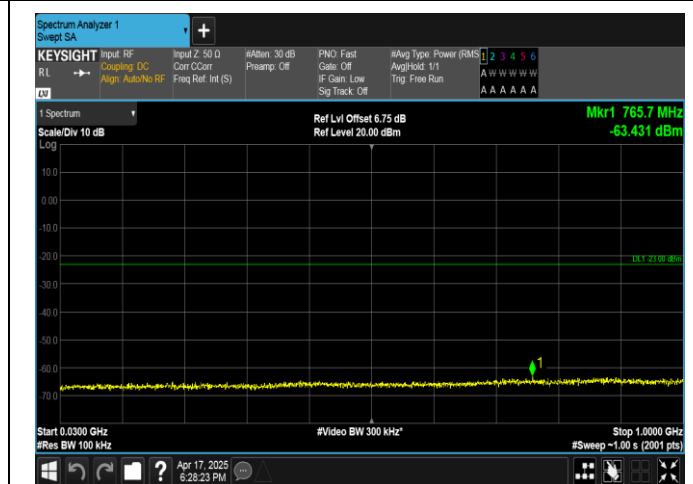 Spectrum Analyzer 1
Swept SA
+
KEYSIGHT Input: RF Input Z: 50 Ω #Atten: 30 dB PNO: Fast #Avg Type: Power (RMS 1 2 3 4 5 6
RL Coupling: DC Corr CCorr Preamp: Off Gate: Off Avg|Hold: 1/1 A W W W W W
Align: Auto/No RF Freq Ref: Int (S) IF Gain: Low Trig: Free Run
LXI Sig Track: Off A A A A A A
1 Spectrum Ref Lvl Offset 6.75 dB Mkr1 765.7 MHz
Scale/Div 10 dB Ref Level 20.00 dBm -63.431 dBm
Log
10.0
0.00
-10.0
-20.0 DL1 -23.00 dBm
-30.0
-40.0
-50.0
-60.0 1
-70.0
Start 0.0300 GHz #Video BW 300 kHz* Stop 1.0000 GHz
#Res BW 100 kHz #Sweep ~1.00 s (2001 pts)
? Apr 17, 2025
6:28:23 PM